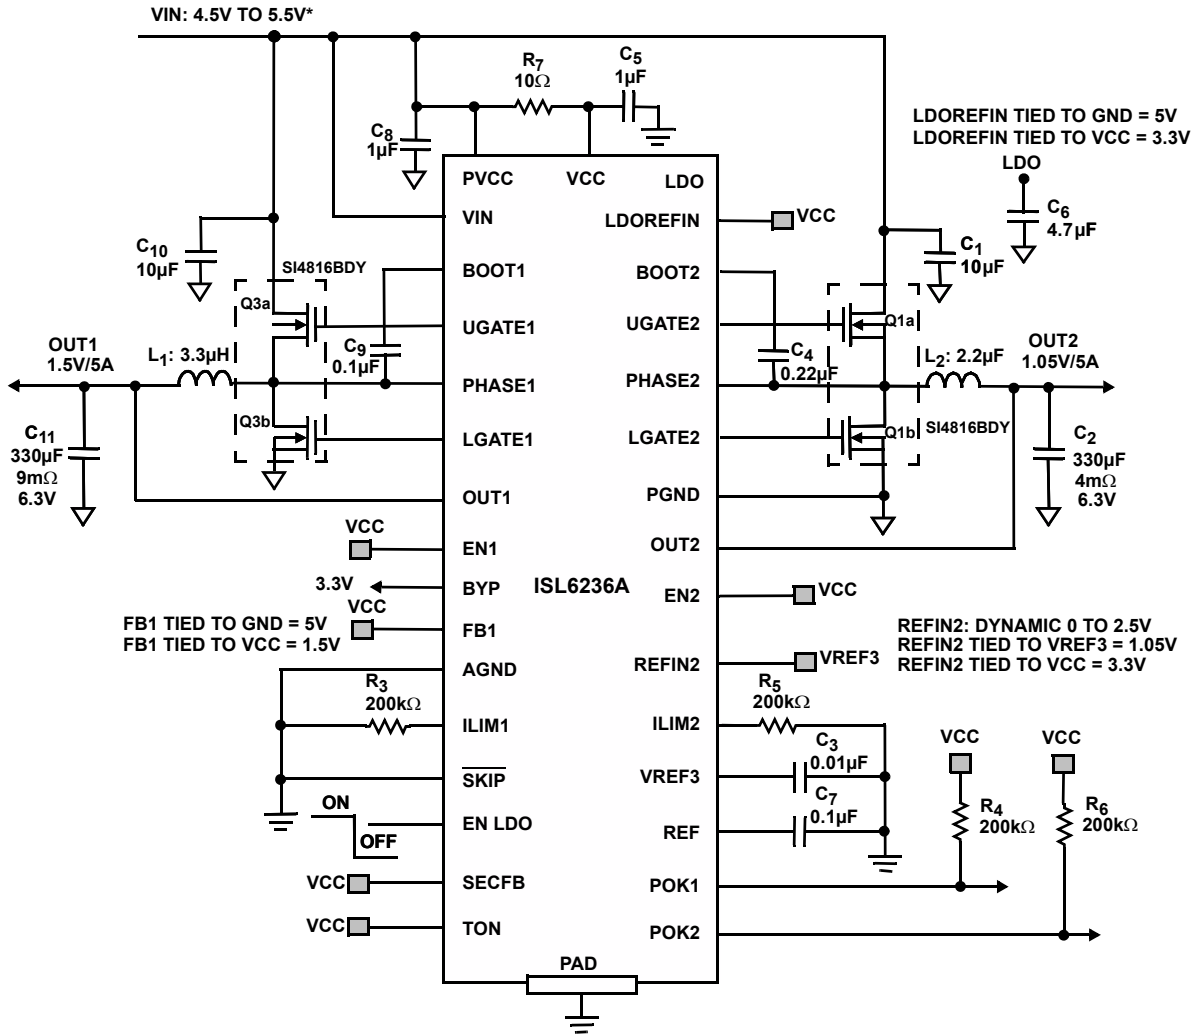 VIN: 4.5V TO 5.5V*
R7
10Ω
C5
1µF
C8
1µF
LDOREFIN TIED TO GND = 5V
LDOREFIN TIED TO VCC = 3.3V
LDO
C6
4.7µF
PVCC
VCC
LDO
VIN
LDOREFIN
VCC
C10
10µF
SI4816BDY
BOOT1
BOOT2
C1
10µF
Q3a
UGATE1
UGATE2
Q1a
OUT1
1.5V/5A
L1: 3.3µH
C9
0.1µF
PHASE1
PHASE2
C4
0.22µF
L2: 2.2µF
OUT2
1.05V/5A
Q3b
LGATE1
LGATE2
Q1b
SI4816BDY
C11
330µF
9mΩ
6.3V
C2
330µF
4mΩ
6.3V
OUT1
PGND
VCC
EN1
OUT2
3.3V
BYP
ISL6236A
EN2
VCC
VCC
FB1 TIED TO GND = 5V
FB1 TIED TO VCC = 1.5V
FB1
REFIN2: DYNAMIC 0 TO 2.5V
REFIN2 TIED TO VREF3 = 1.05V
REFIN2 TIED TO VCC = 3.3V
AGND
REFIN2
VREF3
R3
200kΩ
ILIM1
R5
200kΩ
ILIM2
VCC
VCC
SKIP
VREF3
C3
0.01µF
ON
OFF
EN LDO
REF
C7
0.1µF
R4
200kΩ
R6
200kΩ
VCC
SECFB
POK1
VCC
TON
POK2
PAD